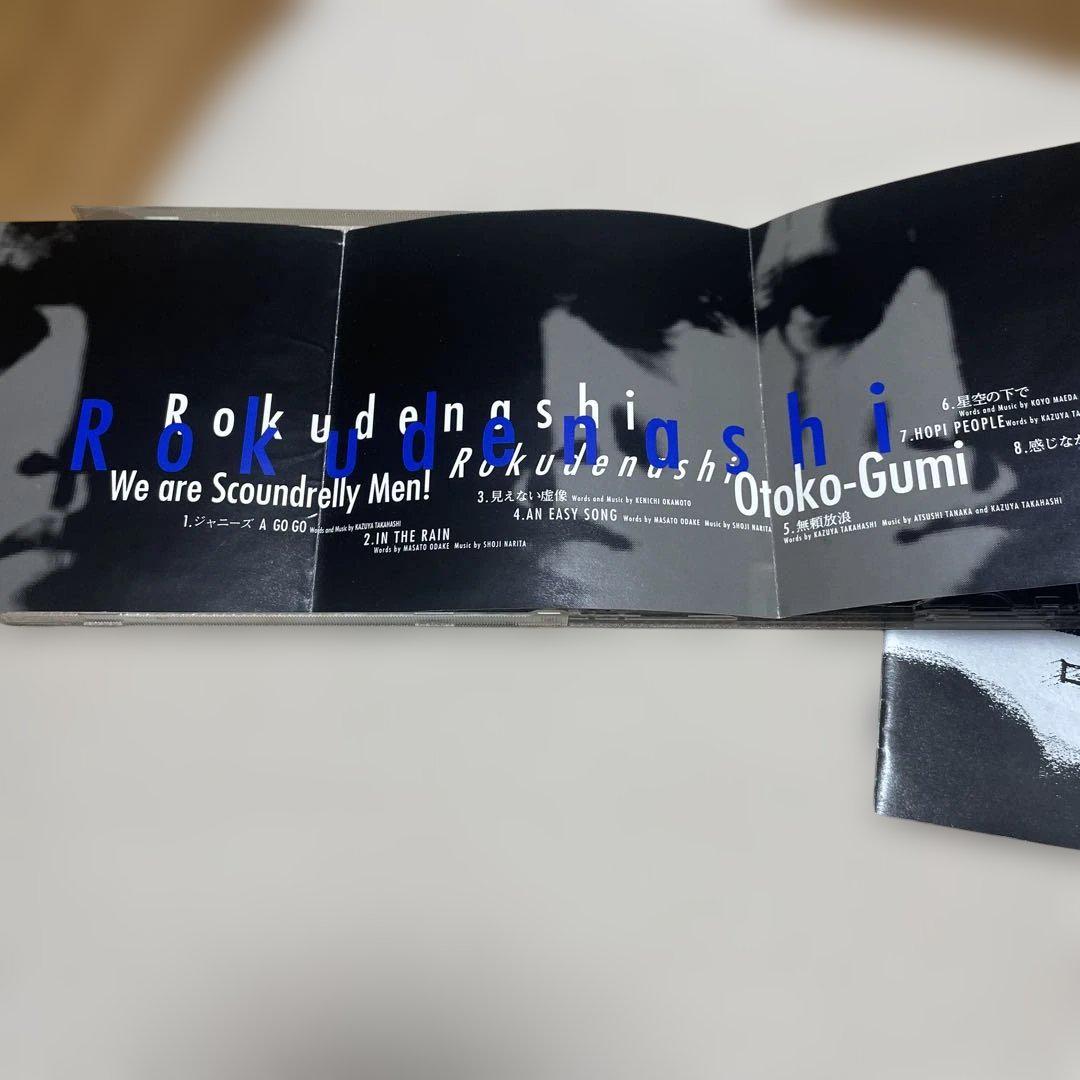 Rokudenashi
Rokudenashi
Rokudenashi
We are Scoundrelly Men!
Otoko-Gumi
1.ジャニーズ A GO GO Words and Music by KAZUYA TAKAHASHI
2.IN THE RAIN
Words by MASATO ODAKE Music by SHOJI NARITA
3.見えない虚像 Words and Music by KENICHI OKAMOTO
4.AN EASY SONG Words by MASATO ODAKE Music by SHOJI NARITA
5.無頼放浪
Words by KAZUYA TAKAHASHI Music by ATSUSHI TANAKA and KAZUYA TAKAHASHI
6.星空の下で
Words and Music by KOYO MAEDA
7.HOPI PEOPLE Words by KAZUYA
8.感じな